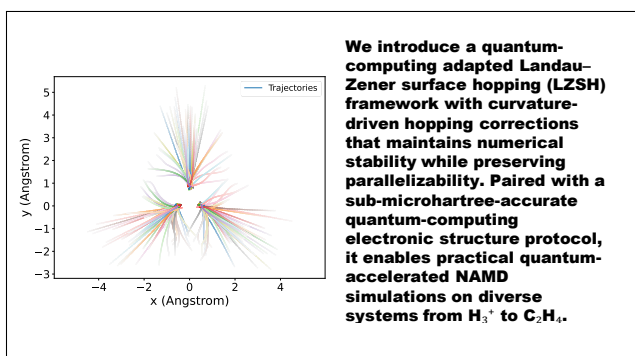 Trajectories
5
4
3
2
1
0
−1
−2
−3
y (Angstrom)
−4
−2
0
2
4
x (Angstrom)
We introduce a quantum-
computing adapted Landau–
Zener surface hopping (LZSH)
framework with curvature-
driven hopping corrections
that maintains numerical
stability while preserving
parallelizability. Paired with a
sub-microhartree-accurate
quantum-computing
electronic structure protocol,
it enables practical quantum-
accelerated NAMD
simulations on diverse
systems from H₃⁺ to C₂H₄.